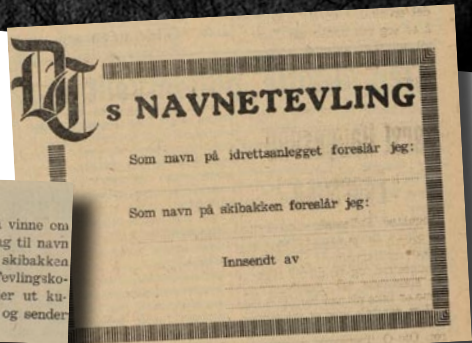 DT s NAVNETEVLING
Som navn på idrettsanlegget foreslår jeg:
Som navn på skibakken foreslår jeg:
Innsendt av
vinne om
g til navn
skibakken
evlingsko-
er ut ku-
og sender